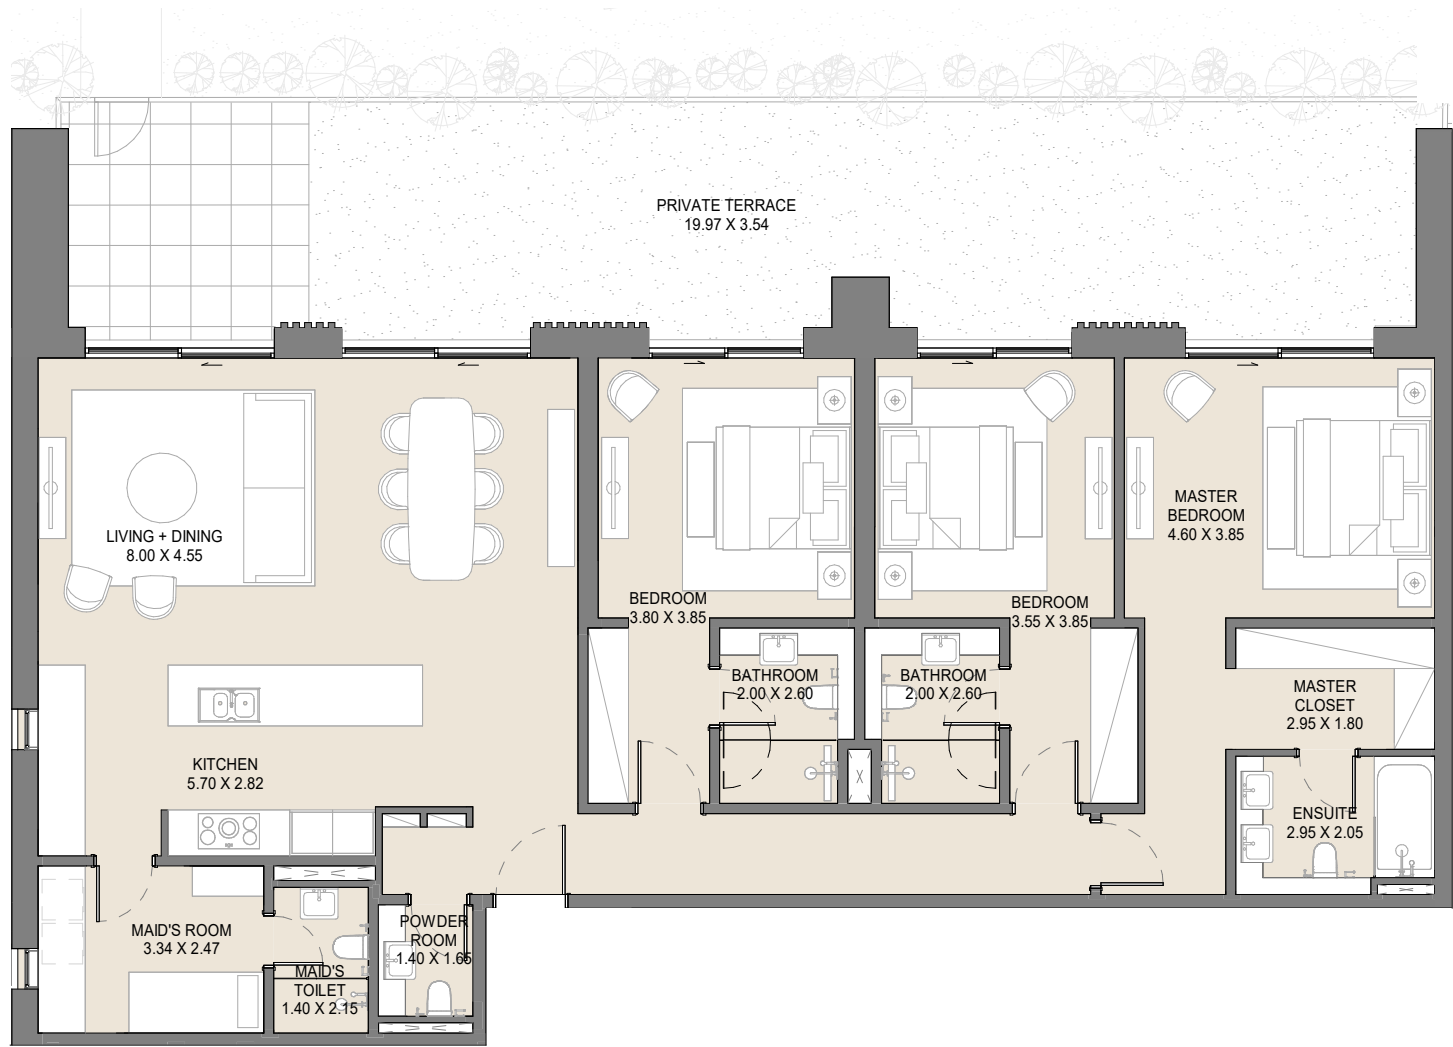 PRIVATE TERRACE
19.97 X 3.54
LIVING + DINING
8.00 X 4.55
MASTER
BEDROOM
4.60 X 3.85
BEDROOM
3.80 X 3.85
BEDROOM
3.55 X 3.85
BATHROOM
2.00 X 2.60
BATHROOM
2.00 X 2.60
MASTER
CLOSET
2.95 X 1.80
KITCHEN
5.70 X 2.82
ENSUITE
2.95 X 2.05
MAID'S ROOM
3.34 X 2.47
POWDER
ROOM
1.40 X 1.65
MAID'S
TOILET
1.40 X 2.15